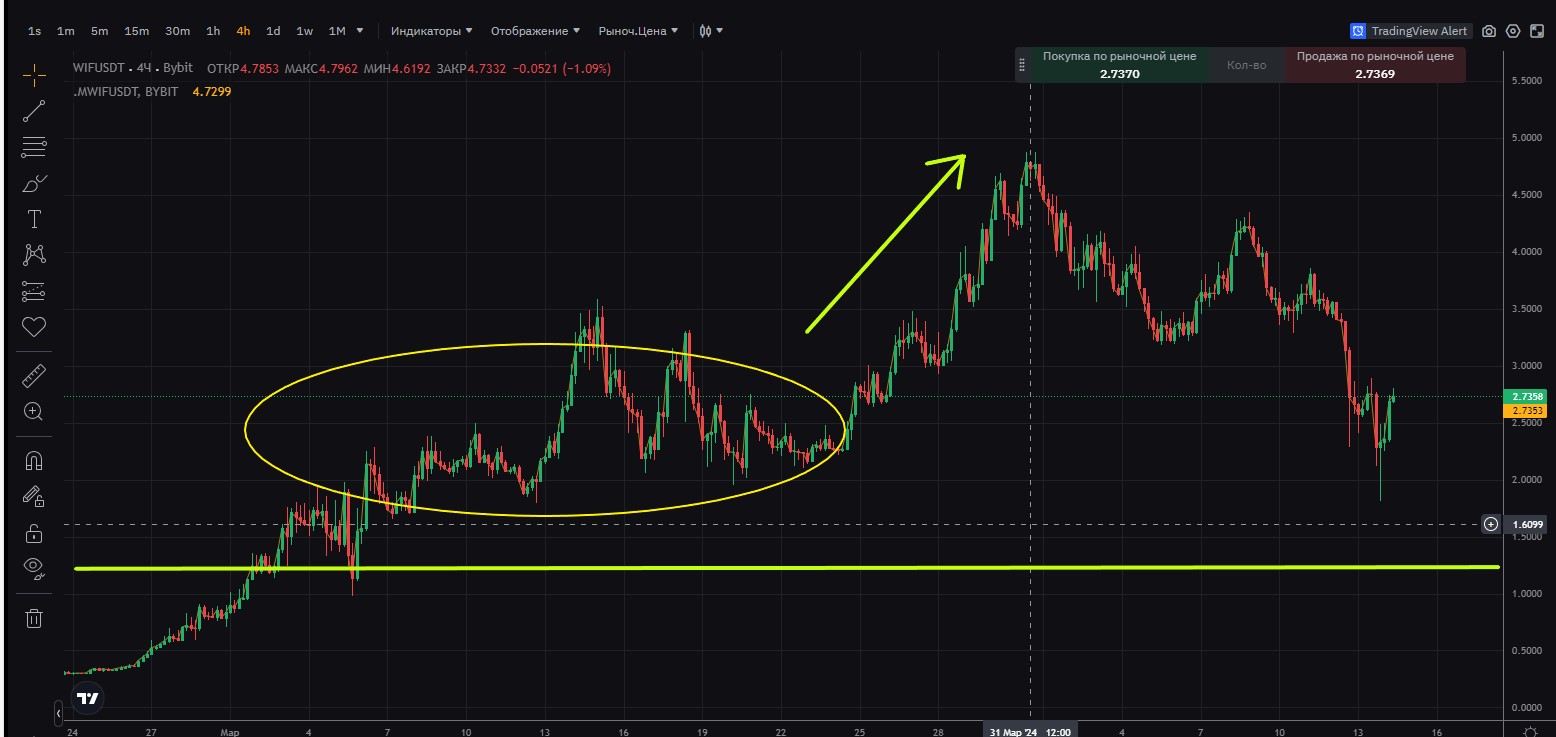 1s 1m 5m 15m 30m 1h 4h 1d 1w 1M Индикаторы Отображение Рыноч.Цена TradingView Alert
WIFUSDT · 4Ч · Bybit ОТКР4.7853 МАКС4.7962 МИН4.6192 ЗАКР4.7332 −0.0521 (−1.09%)
.MWIFUSDT, BYBIT 4.7299
Покупка по рыночной цене
2.7370
Кол-во
Продажа по рыночной цене
2.7369
5.5000
5.0000
4.5000
4.0000
3.5000
3.0000
2.7358
2.7353
2.5000
2.0000
1.6099
1.5000
1.0000
0.5000
0.0000
24 27 Мар 4 7 10 13 16 19 22 25 28 31 Мар '24 12:00 4 7 10 13 16